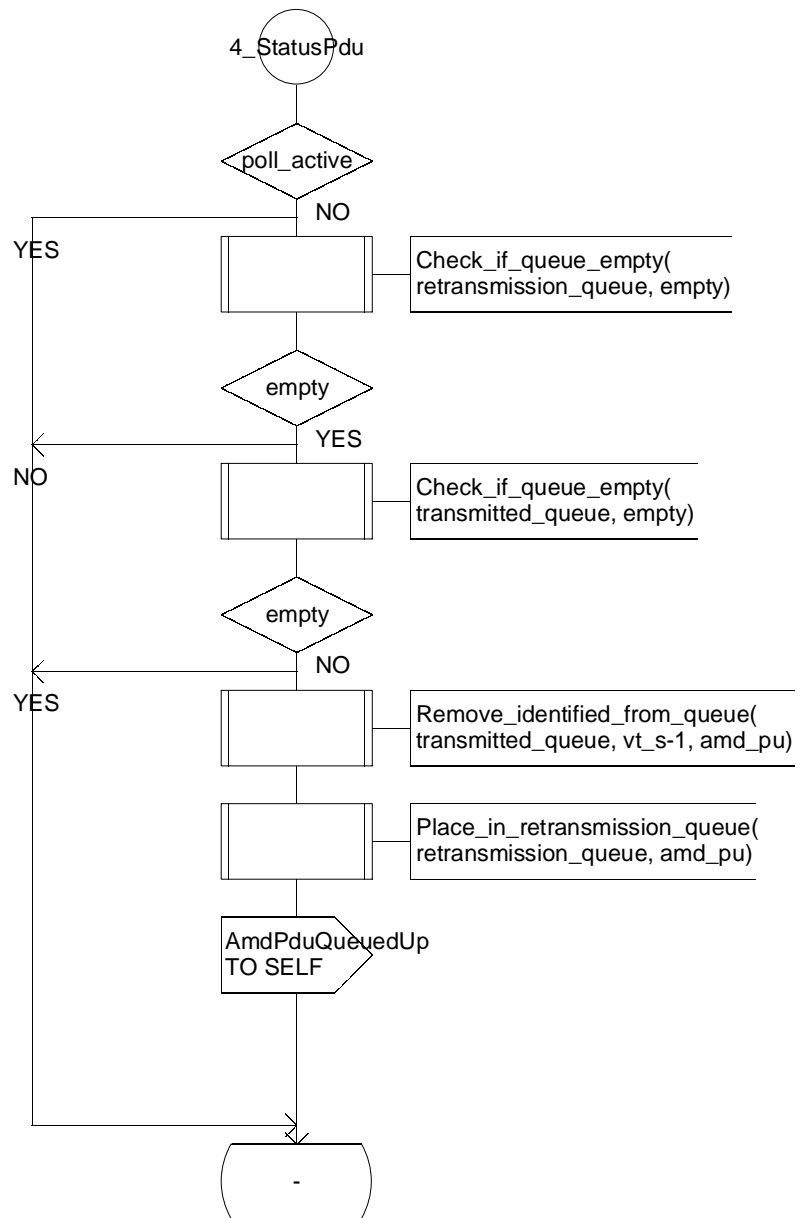 4_StatusPdu
poll_active
NO
YES
Check_if_queue_empty(
retransmission_queue, empty)
empty
YES
NO
Check_if_queue_empty(
transmitted_queue, empty)
empty
NO
YES
Remove_identified_from_queue(
transmitted_queue, vt_s-1, amd_pu)
Place_in_retransmission_queue(
retransmission_queue, amd_pu)
AmdPduQueuedUp
TO SELF
-